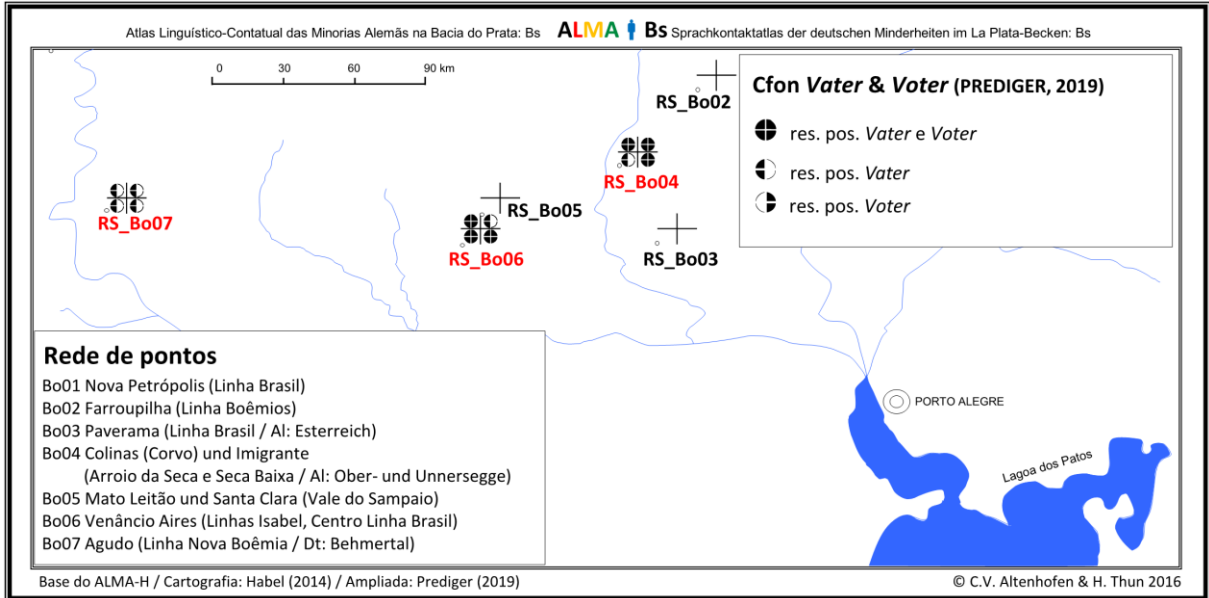 Atlas Linguístico-Contatual das Minorias Alemãs na Bacia do Prata: Bs ALMA Bs Sprachkontaktatlas der deutschen Minderheiten im La Plata-Becken: Bs
0 30 60 90 km
Cfon Vater & Voter (PREDIGER, 2019)
res. pos. Vater e Voter
res. pos. Vater
res. pos. Voter
RS_Bo02
RS_Bo04
RS_Bo07
RS_Bo05
RS_Bo06
RS_Bo03
Rede de pontos
Bo01 Nova Petrópolis (Linha Brasil)
Bo02 Farroupilha (Linha Boêmios)
Bo03 Paverama (Linha Brasil / Al: Esterreich)
Bo04 Colinas (Corvo) und Imigrante
(Arroio da Seca e Seca Baixa / Al: Ober- und Unnersegge)
Bo05 Mato Leitão und Santa Clara (Vale do Sampaio)
Bo06 Venâncio Aires (Linhas Isabel, Centro Linha Brasil)
Bo07 Agudo (Linha Nova Boêmia / Dt: Behmertal)
PORTO ALEGRE
Lagoa dos Patos
Base do ALMA-H / Cartografia: Habel (2014) / Ampliada: Prediger (2019)
© C.V. Altenhofen & H. Thun 2016